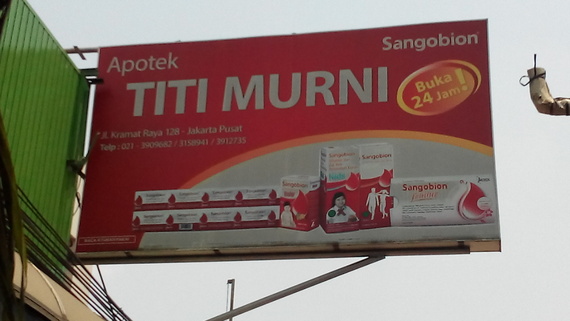 Apotek
Sangobion
TITI MURNI
Buka
24 Jam!
Jl. Kramat Raya 128 - Jakarta Pusat
Telp : 021 - 3909682 / 3158941 / 3912735
Sangobion
Sangobion
Sangobion
Sangobion